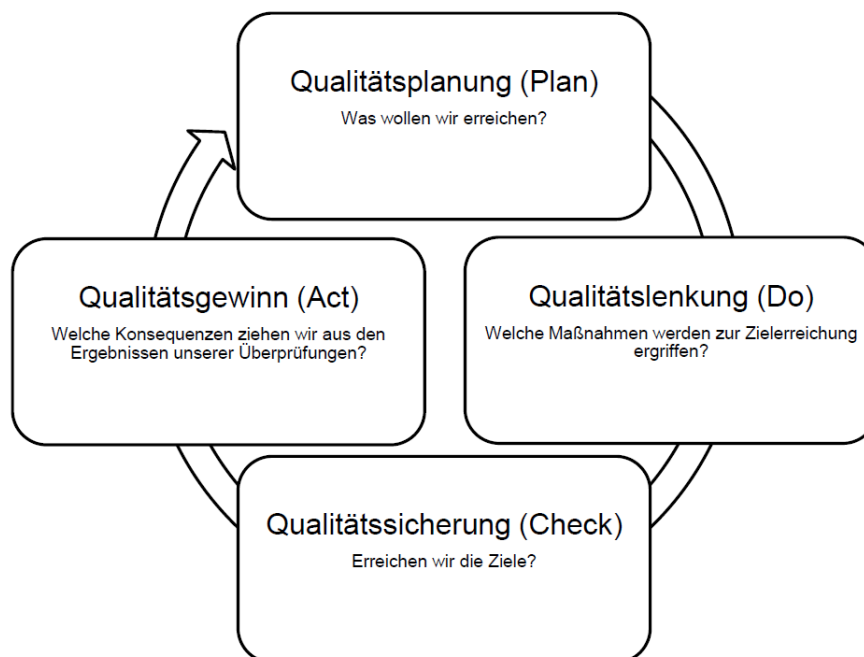 Qualitätsplanung (Plan)
Was wollen wir erreichen?
Qualitätsgewinn (Act)
Welche Konsequenzen ziehen wir aus den
Ergebnissen unserer Überprüfungen?
Qualitätslenkung (Do)
Welche Maßnahmen werden zur Zielerreichung
ergriffen?
Qualitätssicherung (Check)
Erreichen wir die Ziele?